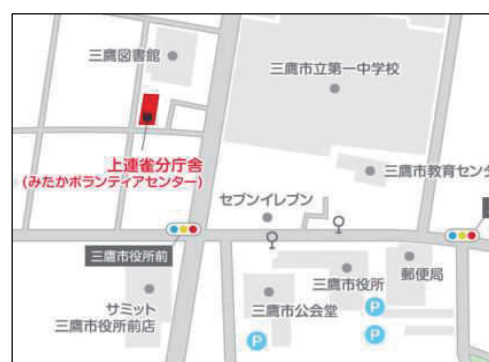 三鷹図書館
三鷹市立第一中学校
上連雀分庁舎
(みたかボランティアセンター)
三鷹市教育センタ
セブンイレブン
三鷹市役所前
三鷹市役所
郵便局
サミット
三鷹市役所前店
三鷹市公会堂
P
P
P